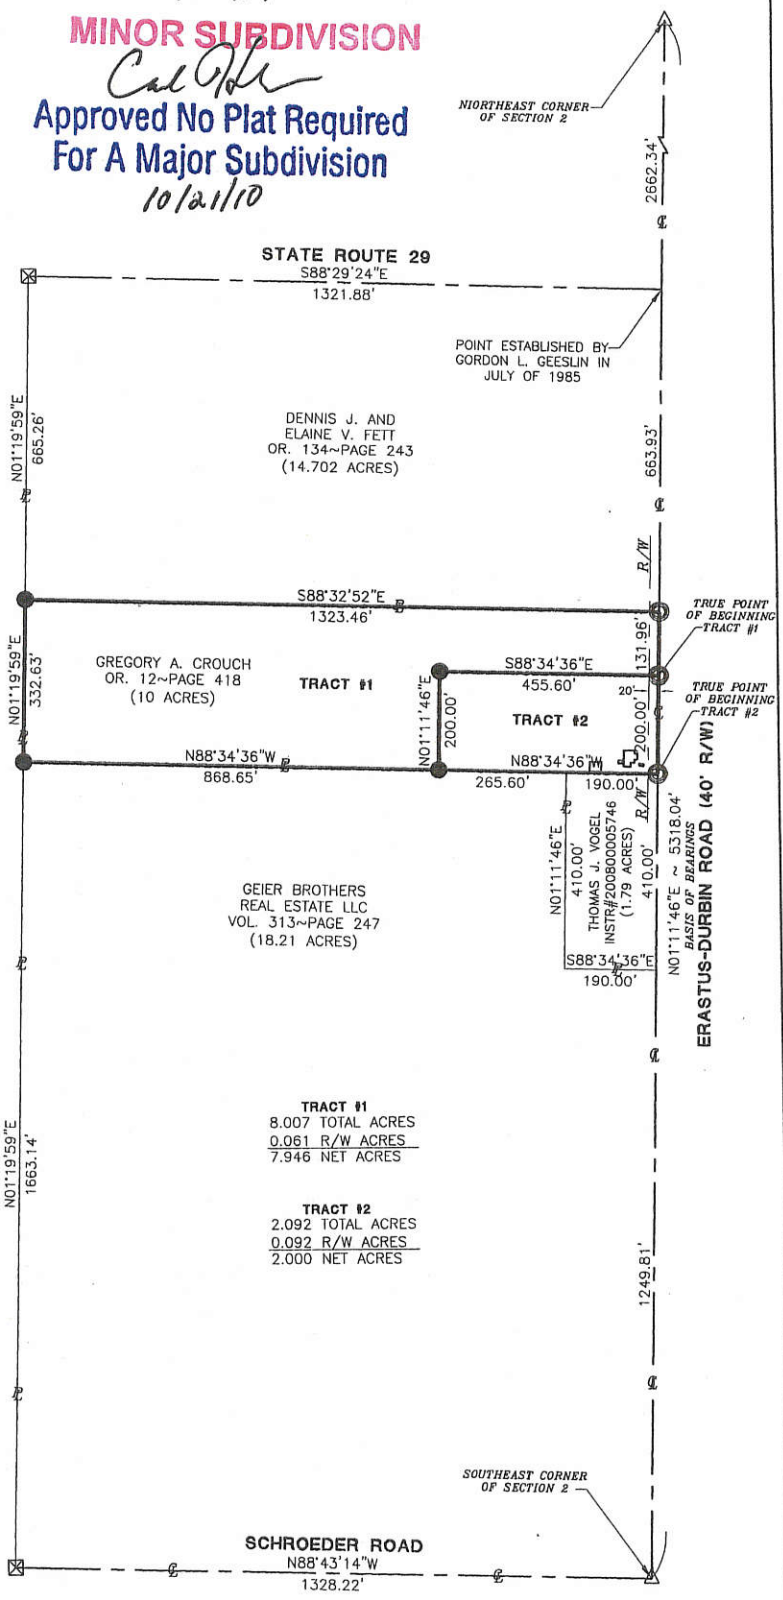 MINOR SUBDIVISION
Approved No Plat Required
For A Major Subdivision
10/21/10
NIORTHEAST CORNER
OF SECTION 2
2662.34'
℄
STATE ROUTE 29
S88°29'24"E
1321.88'
POINT ESTABLISHED BY
GORDON L. GEESLIN IN
JULY OF 1985
N01°19'59"E
665.26'
DENNIS J. AND
ELAINE V. FETT
OR. 134~PAGE 243
(14.702 ACRES)
663.93'
℄
R/W
S88°32'52"E
1323.46'
TRUE POINT
OF BEGINNING
TRACT #1
131.96'
N01°19'59"E
332.63'
GREGORY A. CROUCH
OR. 12~PAGE 418
(10 ACRES)
TRACT #1
N01°11'46"E
200.00'
S88°34'36"E
455.60'
20'
TRACT #2
200.00'
TRUE POINT
OF BEGINNING
TRACT #2
N88°34'36"W
868.65'
N88°34'36"W
265.60'
190.00'
R/W
N01°11'46"E
410.00'
THOMAS J. VOGEL
INSTR#200800005746
(1.79 ACRES)
410.00'
S88°34'36"E
190.00'
N01°11'46"E ~ 5318.04'
BASIS OF BEARINGS
ERASTUS-DURBIN ROAD (40' R/W)
GEIER BROTHERS
REAL ESTATE LLC
VOL. 313~PAGE 247
(18.21 ACRES)
℄
TRACT #1
8.007 TOTAL ACRES
0.061 R/W ACRES
7.946 NET ACRES
TRACT #2
2.092 TOTAL ACRES
0.092 R/W ACRES
2.000 NET ACRES
N01°19'59"E
1663.14'
1249.81'
℄
SOUTHEAST CORNER
OF SECTION 2
SCHROEDER ROAD
N88°43'14"W
℄
℄
1328.22'